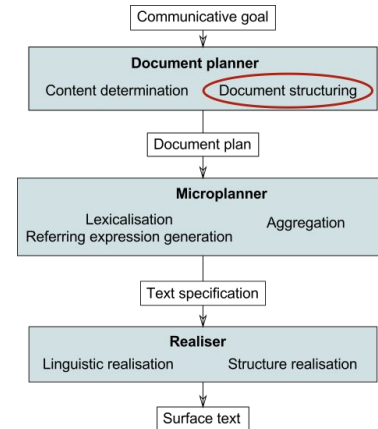 Communicative goal
Document planner
Content determination Document structuring
Document plan
Microplanner
Lexicalisation
Aggregation
Referring expression generation
Text specification
Realiser
Linguistic realisation Structure realisation
Surface text